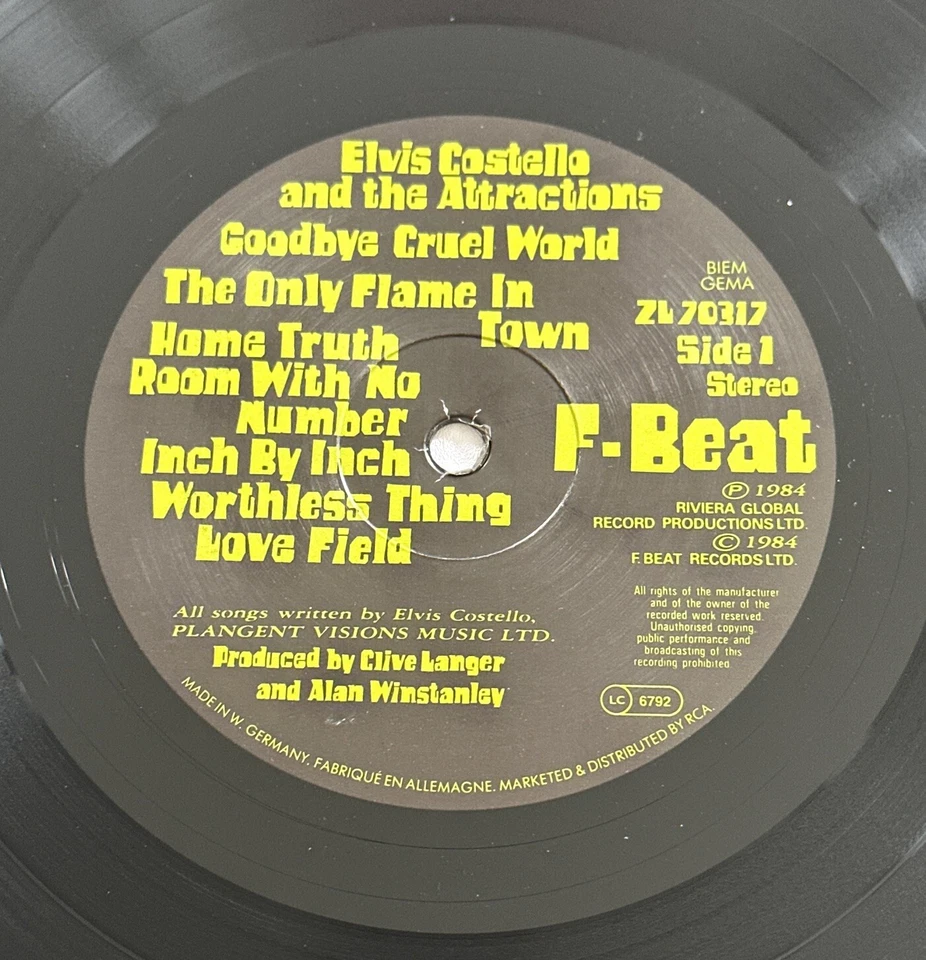 Elvis Costello
and the Attractions
Goodbye Cruel World
The Only Flame In
Town
Home Truth
Room With No
Number
Inch By Inch
Worthless Thing
Love Field
BIEM
GEMA
ZL 70317
Side 1
Stereo
F-Beat
Ⓟ 1984
RIVIERA GLOBAL
RECORD PRODUCTIONS LTD.
© 1984
F. BEAT RECORDS LTD.
All rights of the manufacturer
and of the owner of the
recorded work reserved.
Unauthorised copying,
public performance and
broadcasting of this
recording prohibited.
All songs written by Elvis Costello,
PLANGENT VISIONS MUSIC LTD.
Produced by Clive Langer
and Alan Winstanley
LC 6792
MADE IN W. GERMANY. FABRIQUÉ EN ALLEMAGNE. MARKETED & DISTRIBUTED BY RCA.